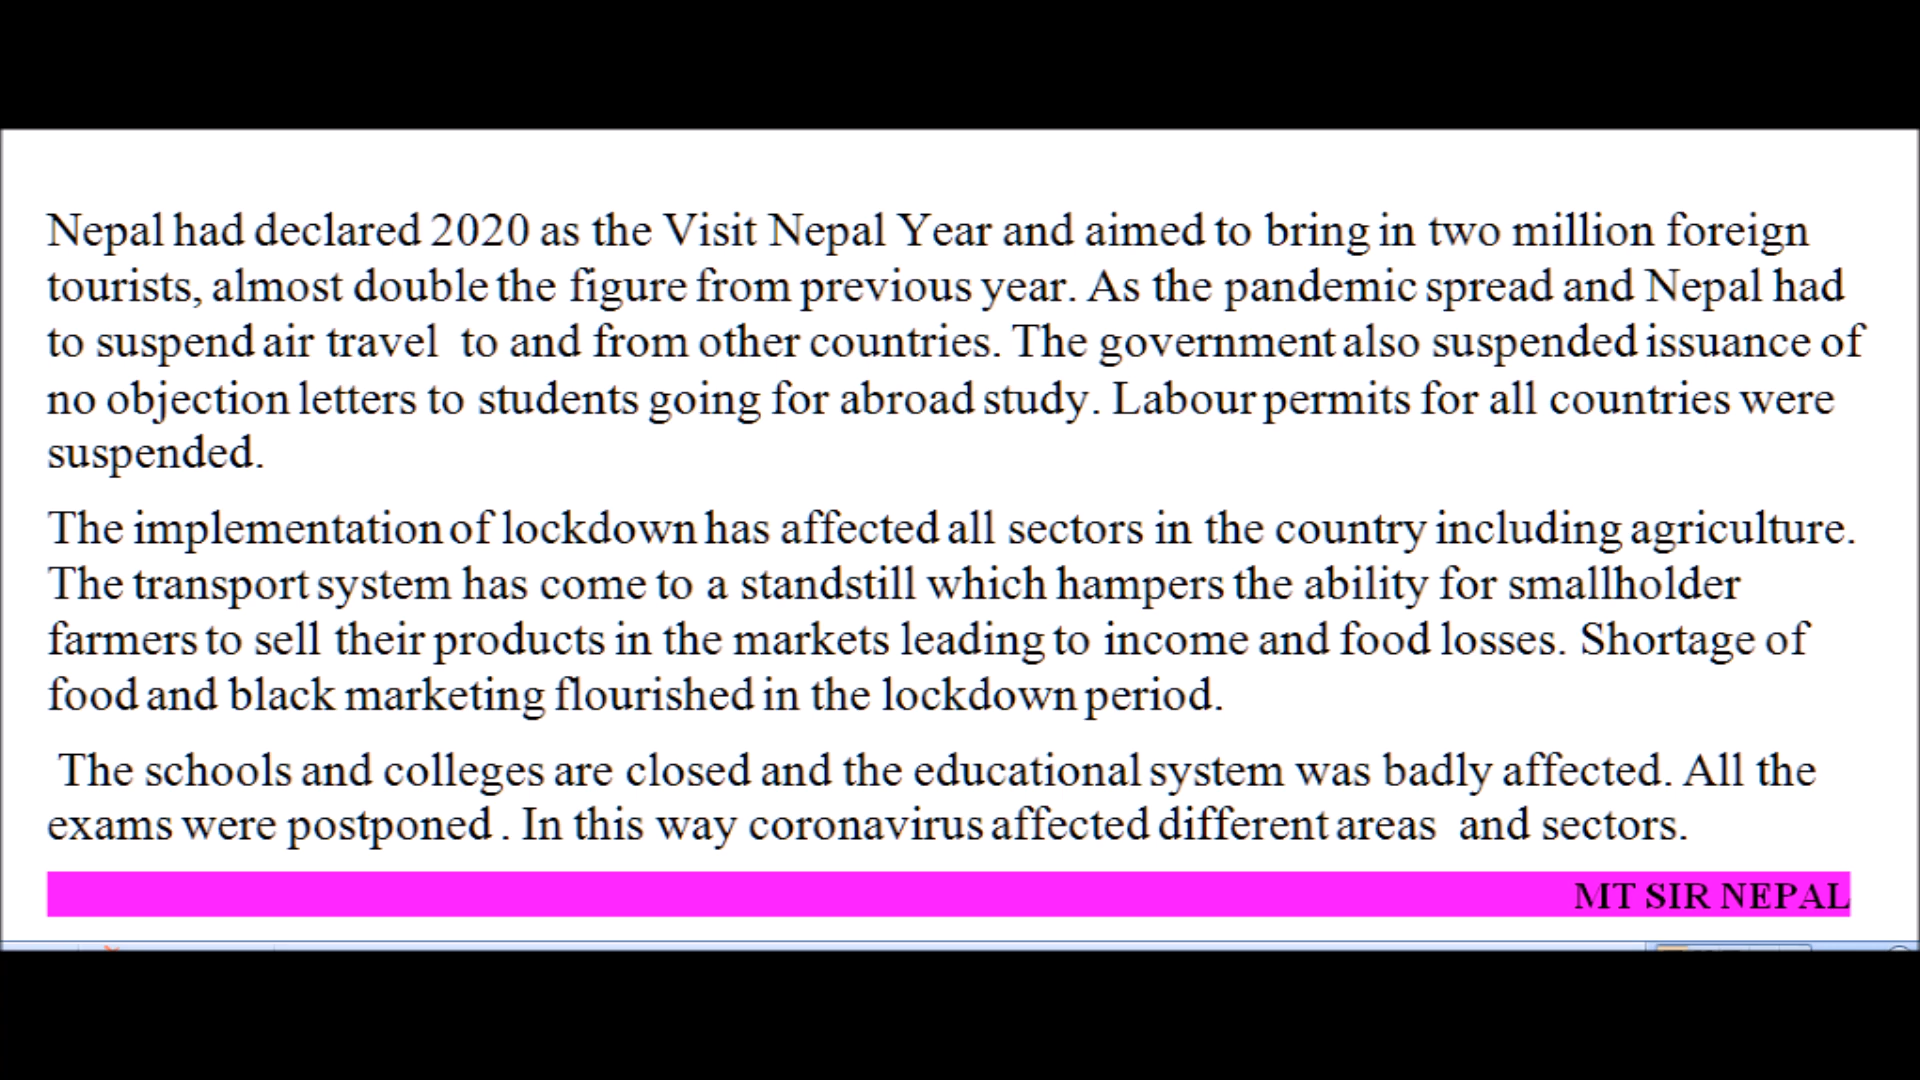 Nepal had declared 2020 as the Visit Nepal Year and aimed to bring in two million foreign
tourists, almost double the figure from previous year. As the pandemic spread and Nepal had
to suspend air travel to and from other countries. The government also suspended issuance of
no objection letters to students going for abroad study. Labour permits for all countries were
suspended.
The implementation of lockdown has affected all sectors in the country including agriculture.
The transport system has come to a standstill which hampers the ability for smallholder
farmers to sell their products in the markets leading to income and food losses. Shortage of
food and black marketing flourished in the lockdown period.
The schools and colleges are closed and the educational system was badly affected. All the
exams were postponed . In this way coronavirus affected different areas and sectors.
MT SIR NEPAL